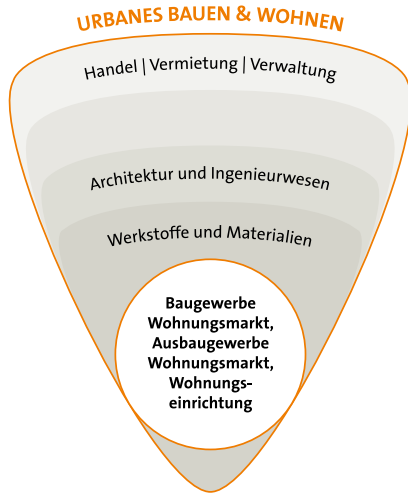 URBANES BAUEN & WOHNEN
Handel | Vermietung | Verwaltung
Architektur und Ingenieurwesen
Werkstoffe und Materialien
Baugewerbe
Wohnungsmarkt,
Ausbaugewerbe
Wohnungsmarkt,
Wohnungs-
einrichtung